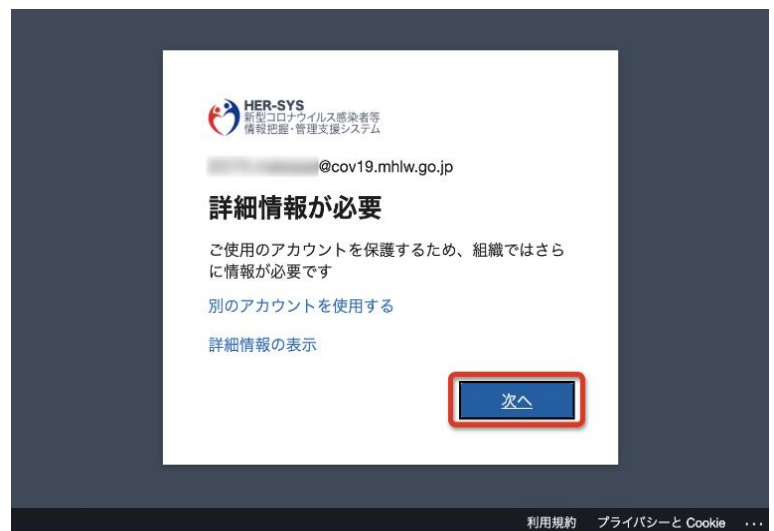 HER-SYS
新型コロナウイルス感染者等
情報把握・管理支援システム
@cov19.mhlw.go.jp
詳細情報が必要
ご使用のアカウントを保護するため、組織ではさら
に情報が必要です
別のアカウントを使用する
詳細情報の表示
次へ
利用規約 プライバシーと Cookie ...